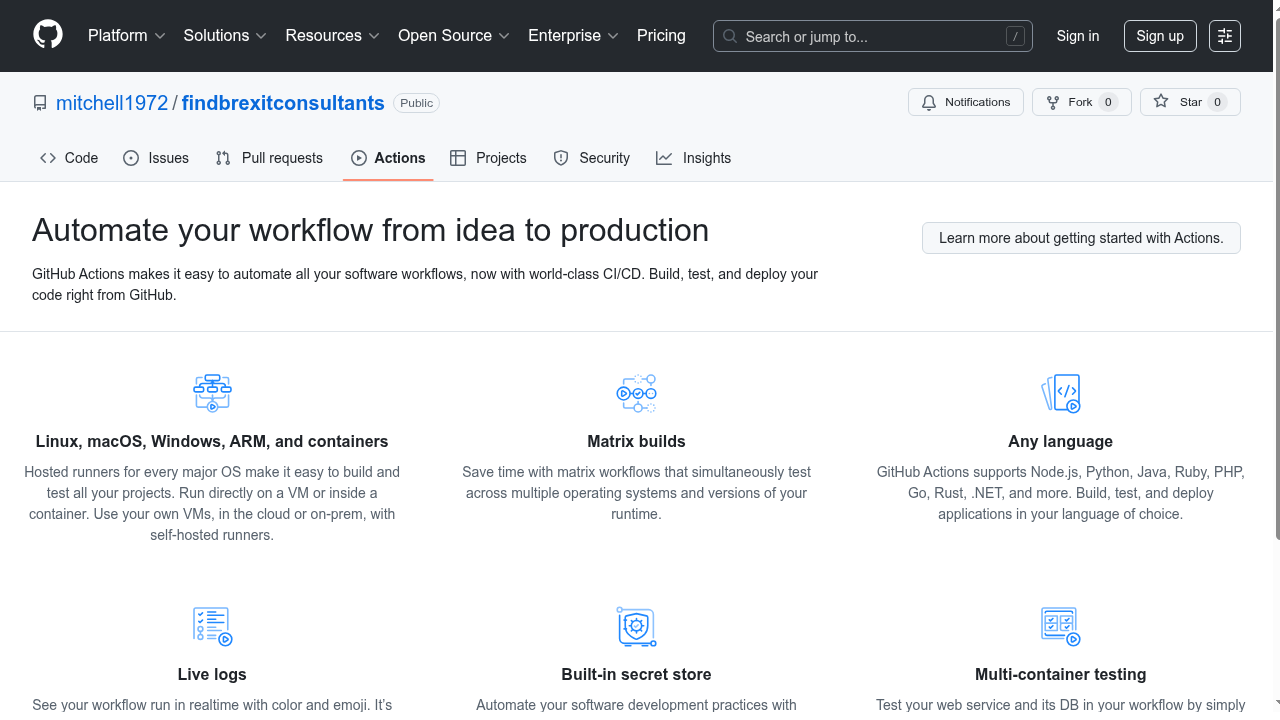 Platform Solutions Resources Open Source Enterprise Pricing Search or jump to... / Sign in Sign up
mitchell1972 / findbrexitconsultants Public Notifications Fork 0 Star 0
Code Issues Pull requests Actions Projects Security Insights
Automate your workflow from idea to production
Learn more about getting started with Actions.
GitHub Actions makes it easy to automate all your software workflows, now with world-class CI/CD. Build, test, and deploy your
code right from GitHub.
Linux, macOS, Windows, ARM, and containers
Hosted runners for every major OS make it easy to build and
test all your projects. Run directly on a VM or inside a
container. Use your own VMs, in the cloud or on-prem, with
self-hosted runners.
Matrix builds
Save time with matrix workflows that simultaneously test
across multiple operating systems and versions of your
runtime.
Any language
GitHub Actions supports Node.js, Python, Java, Ruby, PHP,
Go, Rust, .NET, and more. Build, test, and deploy
applications in your language of choice.
Live logs
See your workflow run in realtime with color and emoji. It's
Built-in secret store
Automate your software development practices with
Multi-container testing
Test your web service and its DB in your workflow by simply